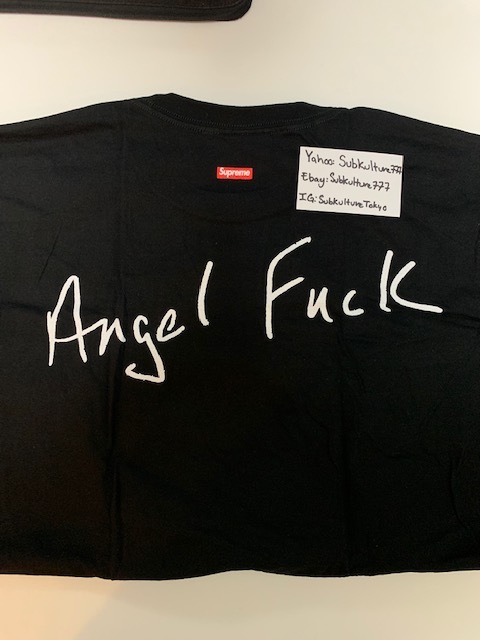 Supreme
Yahoo: Subkulture777
Ebay: Subkulture777
IG: SubkultureTokyo
Angel Fuck